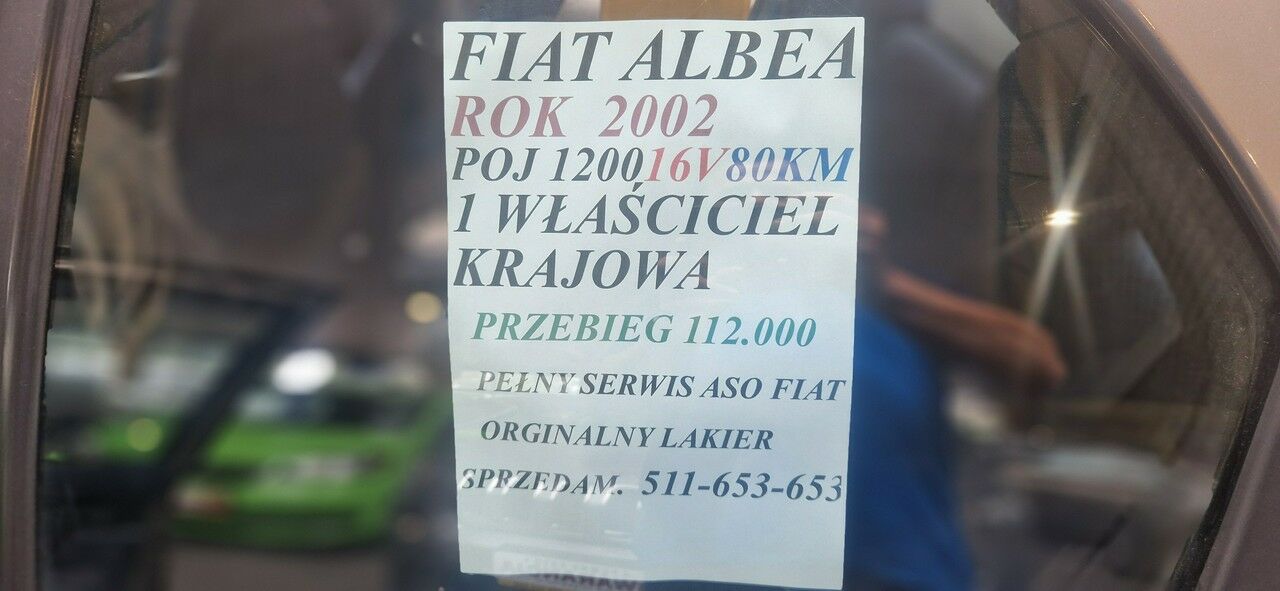 FIAT ALBEA
ROK 2002
POJ 1200 16V 80KM
1 WŁAŚCICIEL
KRAJOWA
PRZEBIEG 112.000
PEŁNY SERWIS ASO FIAT
ORGINALNY LAKIER
SPRZEDAM. 511-653-653